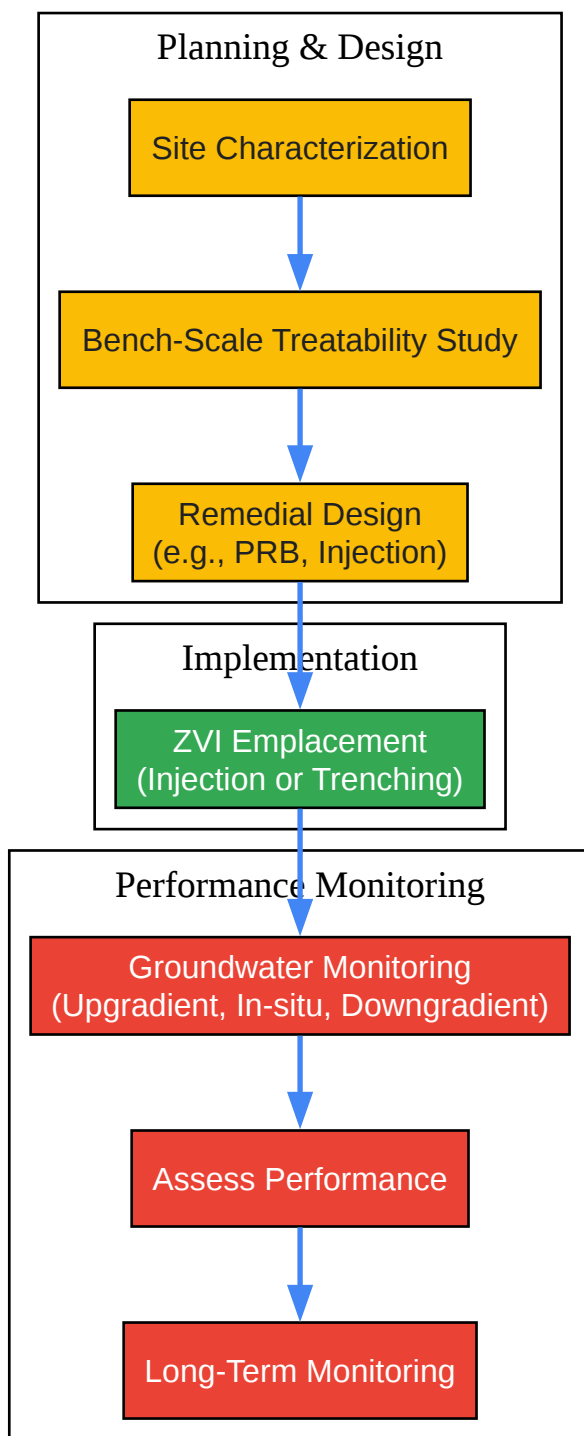 Planning & Design
Site Characterization
Bench-Scale Treatability Study
Remedial Design
(e.g., PRB, Injection)
Implementation
ZVI Emplacement
(Injection or Trenching)
Performance Monitoring
Groundwater Monitoring
(Upgradient, In-situ, Downgradient)
Assess Performance
Long-Term Monitoring